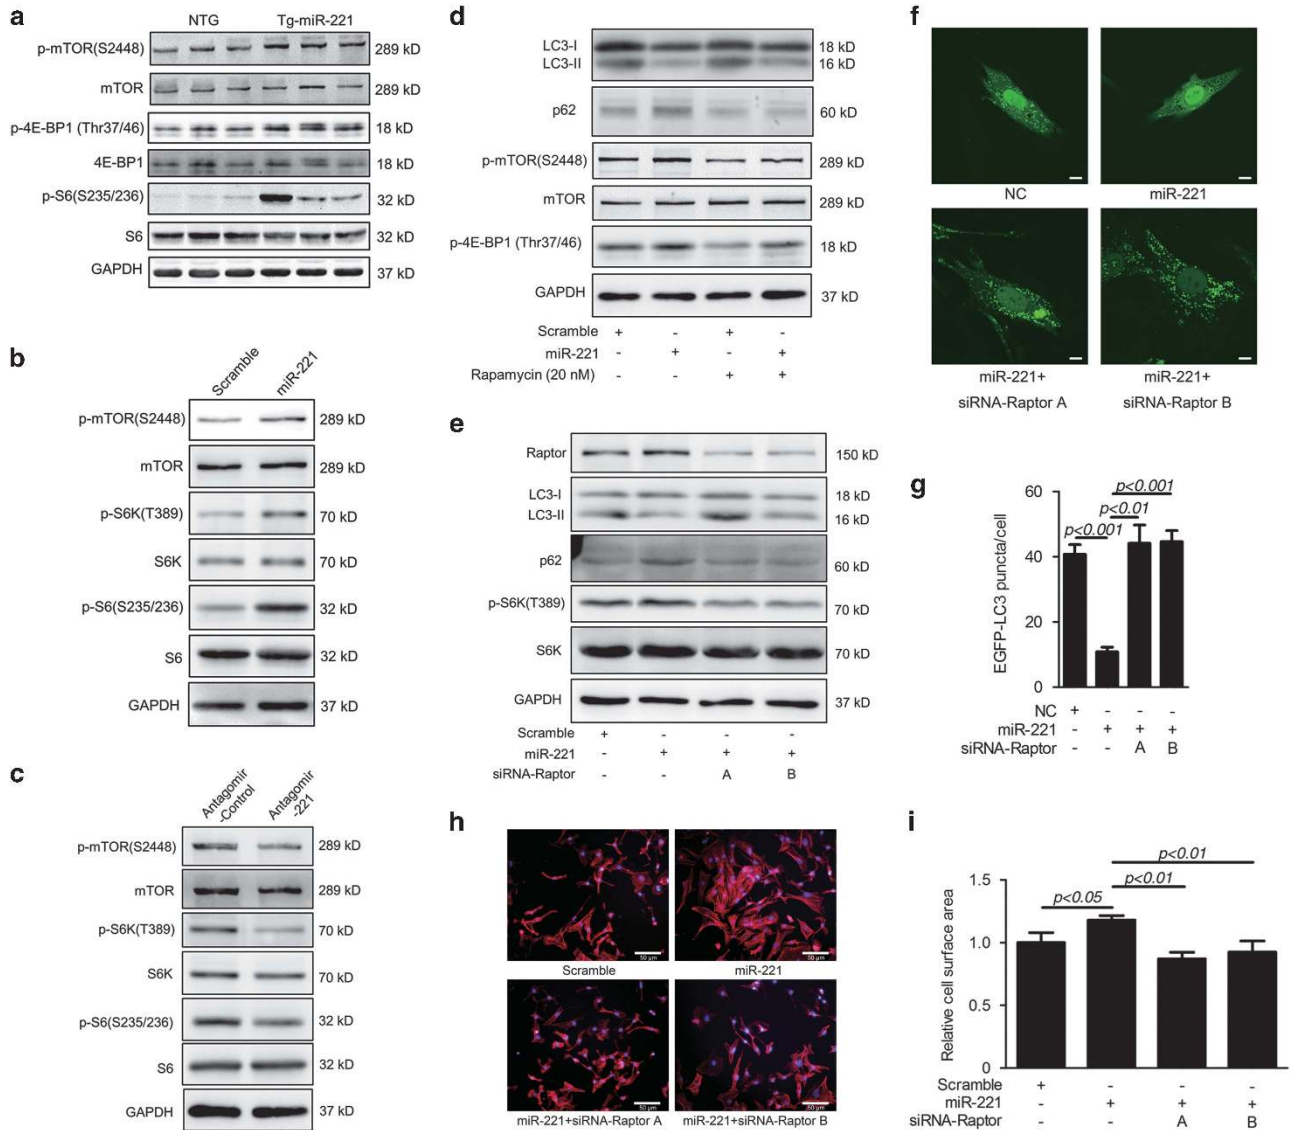 a
NTG Tg-miR-221
p-mTOR(S2448) 289 kD
mTOR 289 kD
p-4E-BP1 (Thr37/46) 18 kD
4E-BP1 18 kD
p-S6(S235/236) 32 kD
S6 32 kD
GAPDH 37 kD
b
Scramble miR-221
p-mTOR(S2448) 289 kD
mTOR 289 kD
p-S6K(T389) 70 kD
S6K 70 kD
p-S6(S235/236) 32 kD
S6 32 kD
GAPDH 37 kD
c
Antagomir
-Control
Antagomir
-221
p-mTOR(S2448) 289 kD
mTOR 289 kD
p-S6K(T389) 70 kD
S6K 70 kD
p-S6(S235/236) 32 kD
S6 32 kD
GAPDH 37 kD
d
LC3-I 18 kD
LC3-II 16 kD
p62 60 kD
p-mTOR(S2448) 289 kD
mTOR 289 kD
p-4E-BP1 (Thr37/46) 18 kD
GAPDH 37 kD
Scramble + - + -
miR-221 - + - +
Rapamycin (20 nM) - - + +
e
Raptor 150 kD
LC3-I 18 kD
LC3-II 16 kD
p62 60 kD
p-S6K(T389) 70 kD
S6K 70 kD
GAPDH 37 kD
Scramble + - - -
miR-221 - + + +
siRNA-Raptor - - A B
f
NC miR-221
miR-221+
siRNA-Raptor A
miR-221+
siRNA-Raptor B
g
EGFP-LC3 puncta/cell
60
40
20
0
p<0.001
p<0.01
p<0.001
NC + - - -
miR-221 - + + +
siRNA-Raptor - - A B
h
50 μm 50 μm
Scramble miR-221
50 μm 50 μm
miR-221+siRNA-Raptor A miR-221+siRNA-Raptor B
i
Relative cell surface area
1.5
1.0
0.5
0
p<0.01
p<0.01
p<0.05
Scramble + - - -
miR-221 - + + +
siRNA-Raptor - - A B